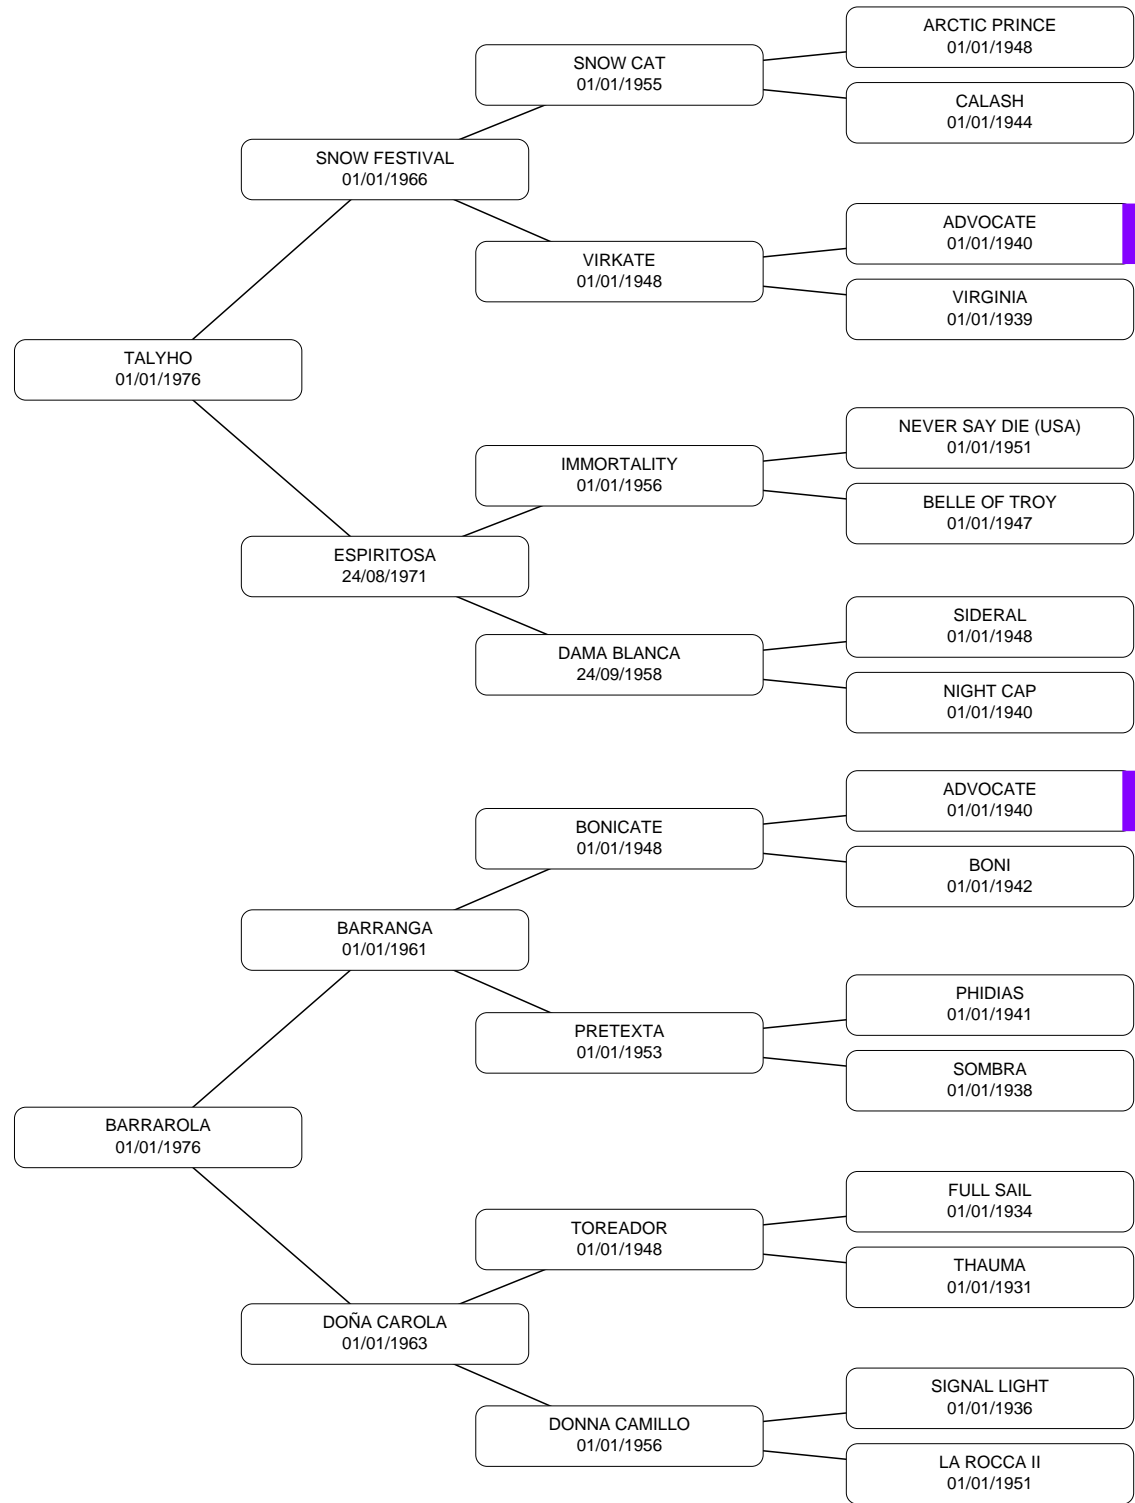 ARCTIC PRINCE
01/01/1948
SNOW CAT
01/01/1955
CALASH
01/01/1944
SNOW FESTIVAL
01/01/1966
ADVOCATE
01/01/1940
VIRKATE
01/01/1948
VIRGINIA
01/01/1939
TALYHO
01/01/1976
NEVER SAY DIE (USA)
01/01/1951
IMMORTALITY
01/01/1956
BELLE OF TROY
01/01/1947
ESPIRITOSA
24/08/1971
SIDERAL
01/01/1948
DAMA BLANCA
24/09/1958
NIGHT CAP
01/01/1940
ADVOCATE
01/01/1940
BONICATE
01/01/1948
BONI
01/01/1942
BARRANGA
01/01/1961
PHIDIAS
01/01/1941
PRETEXTA
01/01/1953
SOMBRA
01/01/1938
BARRAROLA
01/01/1976
FULL SAIL
01/01/1934
TOREADOR
01/01/1948
THAUMA
01/01/1931
DOÑA CAROLA
01/01/1963
SIGNAL LIGHT
01/01/1936
DONNA CAMILLO
01/01/1956
LA ROCCA II
01/01/1951